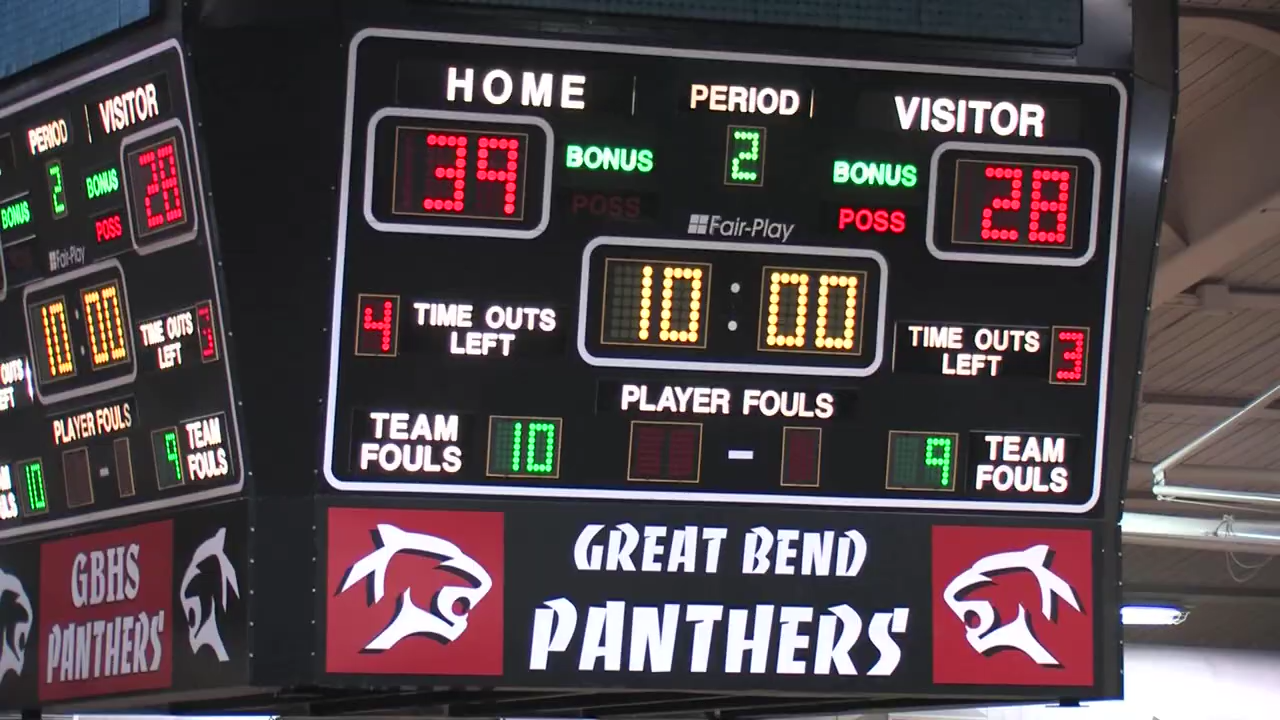 HOME PERIOD VISITOR
39 BONUS 2 BONUS 28
POSS Fair-Play POSS
4 TIME OUTS LEFT 10:00 TIME OUTS LEFT 3
PLAYER FOULS
TEAM FOULS 10 - 9 TEAM FOULS
GREAT BEND
PANTHERS
PERIOD VISITOR
BONUS 2 BONUS 28
POSS
Fair-Play
10:00 TIME OUTS LEFT 3
OUTS
PLAYER FOULS
10 - 9 TEAM FOULS
GBHS
PANTHERS